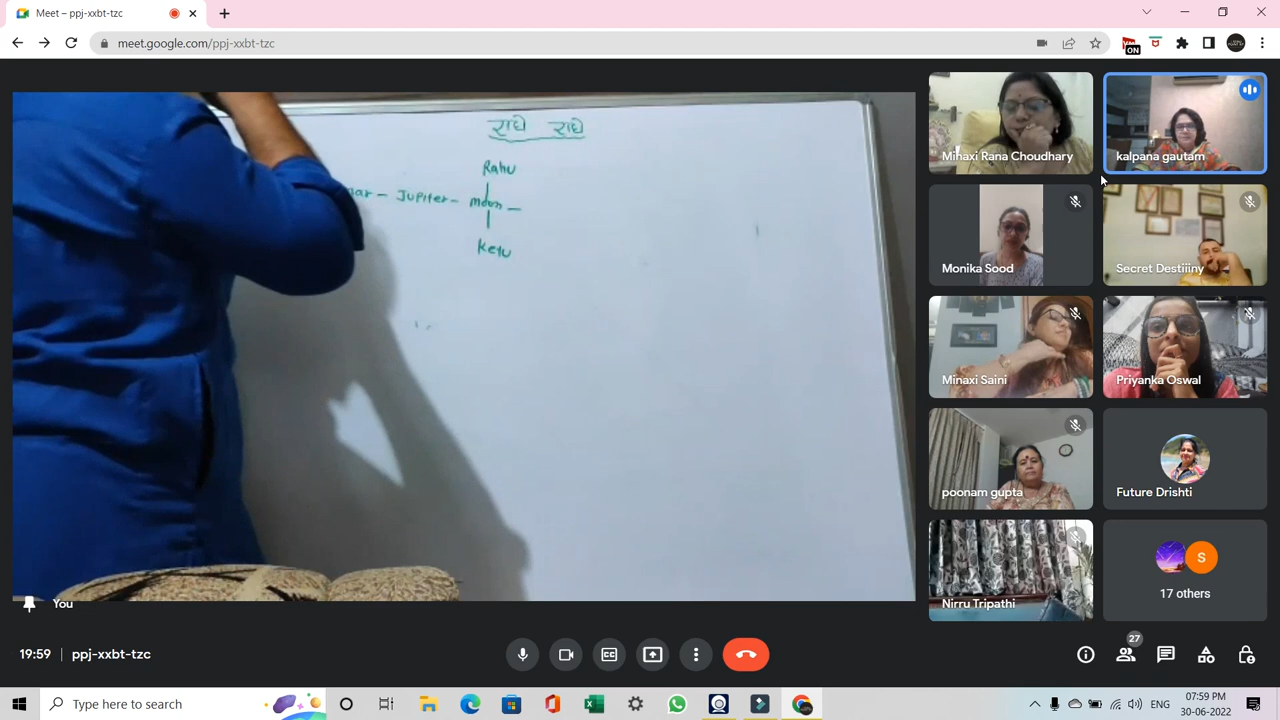 Meet – ppj-xxbt-tzc
meet.google.com/ppj-xxbt-tzc
ON
राधे राधे
Rahu
Jupiter – moon –
Ketu
Minaxi Rana Choudhary
kalpana gautam
Monika Sood
Secret Destiiiny
Minaxi Saini
Priyanka Oswal
poonam gupta
Future Drishti
Nirru Tripathi
S
17 others
You
19:59 | ppj-xxbt-tzc
27
Type here to search
ENG
07:59 PM
30-06-2022